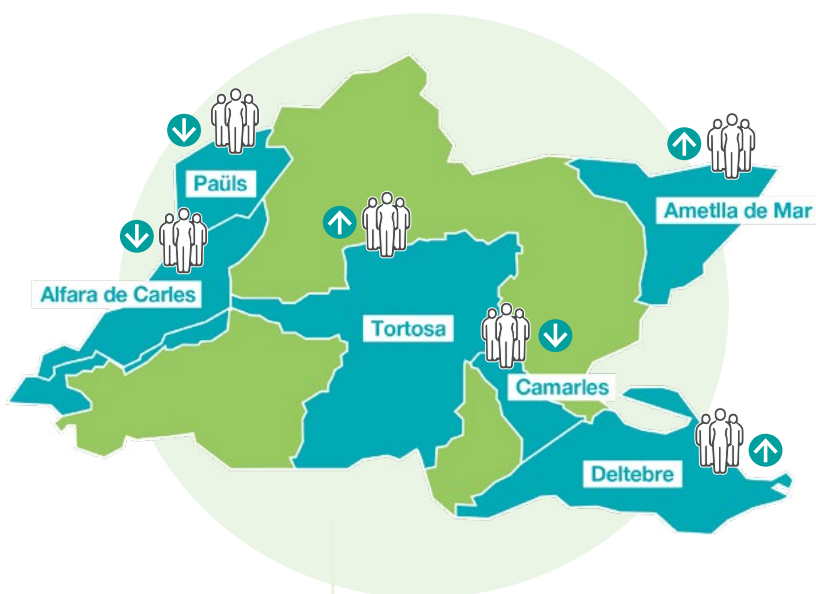 Paüls
Ametlla de Mar
Alfara de Carles
Tortosa
Camarles
Deltebre